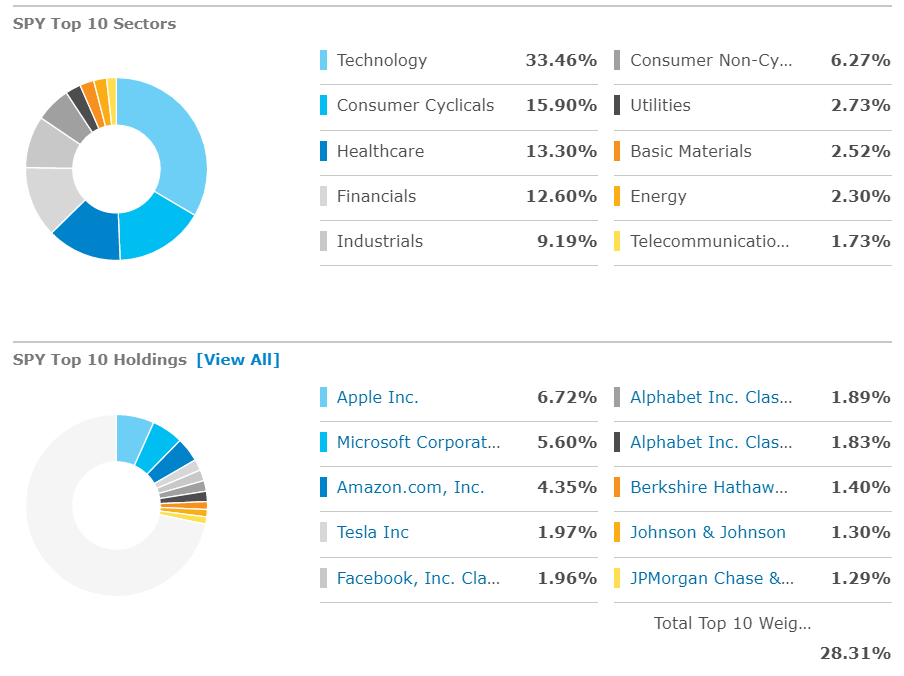 SPY Top 10 Sectors
Technology 33.46%
Consumer Cyclicals 15.90%
Healthcare 13.30%
Financials 12.60%
Industrials 9.19%
Consumer Non-Cy... 6.27%
Utilities 2.73%
Basic Materials 2.52%
Energy 2.30%
Telecommunicatio... 1.73%
SPY Top 10 Holdings [View All]
Apple Inc. 6.72%
Microsoft Corporat... 5.60%
Amazon.com, Inc. 4.35%
Tesla Inc 1.97%
Facebook, Inc. Cla... 1.96%
Alphabet Inc. Clas... 1.89%
Alphabet Inc. Clas... 1.83%
Berkshire Hathaw... 1.40%
Johnson & Johnson 1.30%
JPMorgan Chase &... 1.29%
Total Top 10 Weig...
28.31%